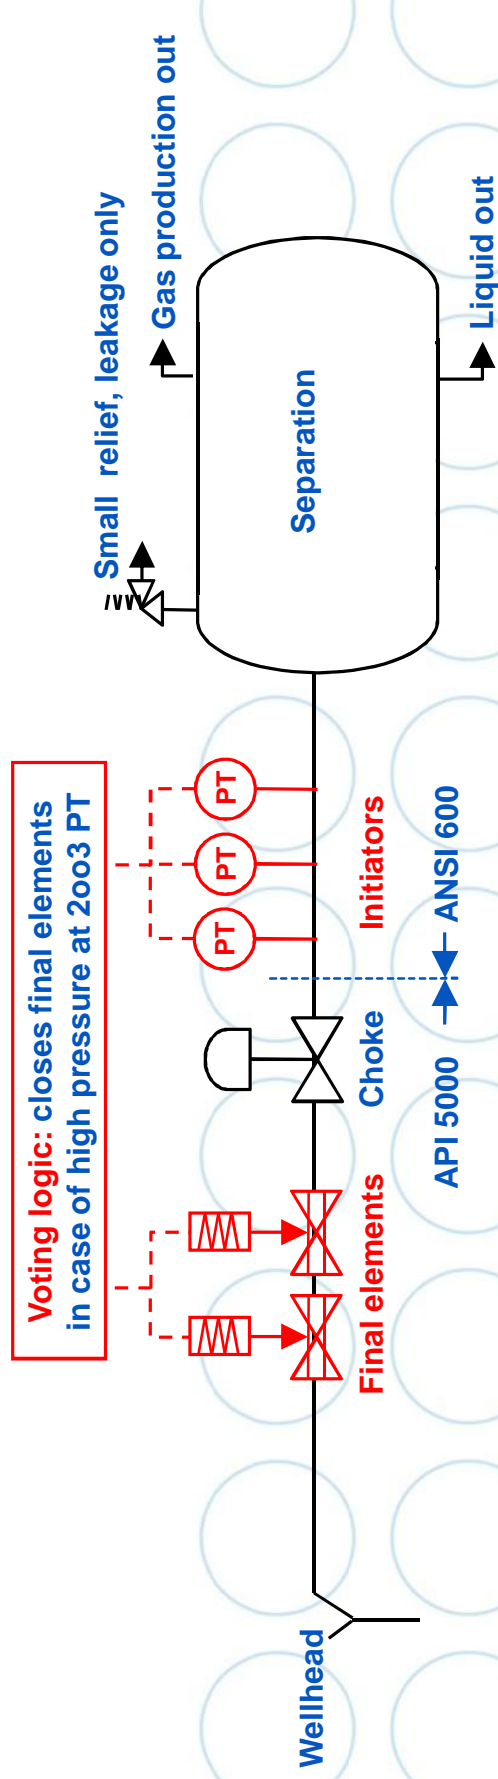 Voting logic: closes final elements
in case of high pressure at 2oo3 PT
Small relief, leakage only
Gas production out
PT
PT
PT
Separation
Wellhead
Final elements
Choke
Initiators
API 5000
ANSI 600
Liquid out